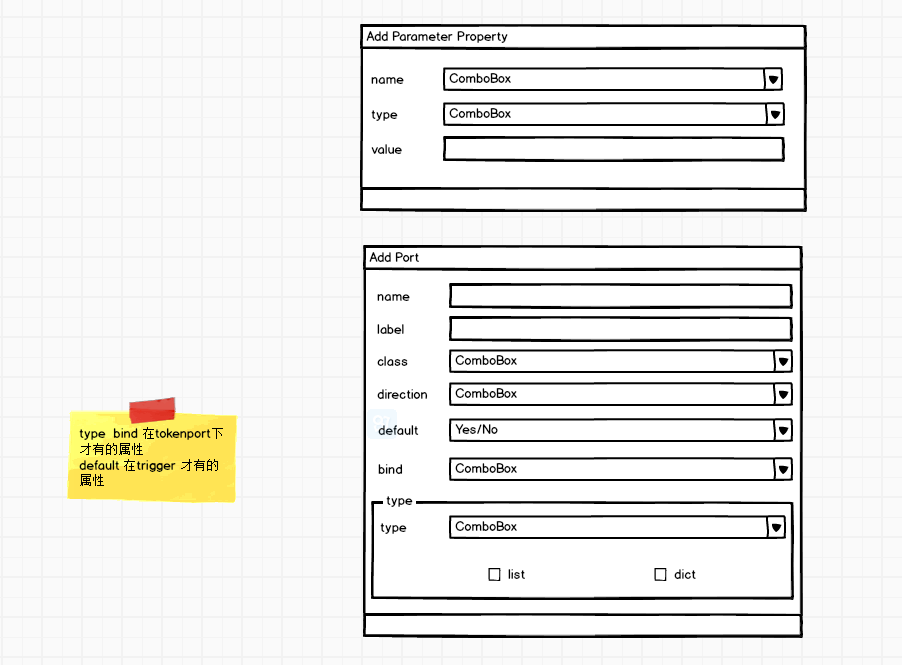 Add Parameter Property
name ComboBox
type ComboBox
value
Add Port
name
label
class ComboBox
direction ComboBox
default Yes/No
bind ComboBox
type
type ComboBox
list dict
type bind 在tokenport下
才有的属性
default 在trigger 才有的
属性